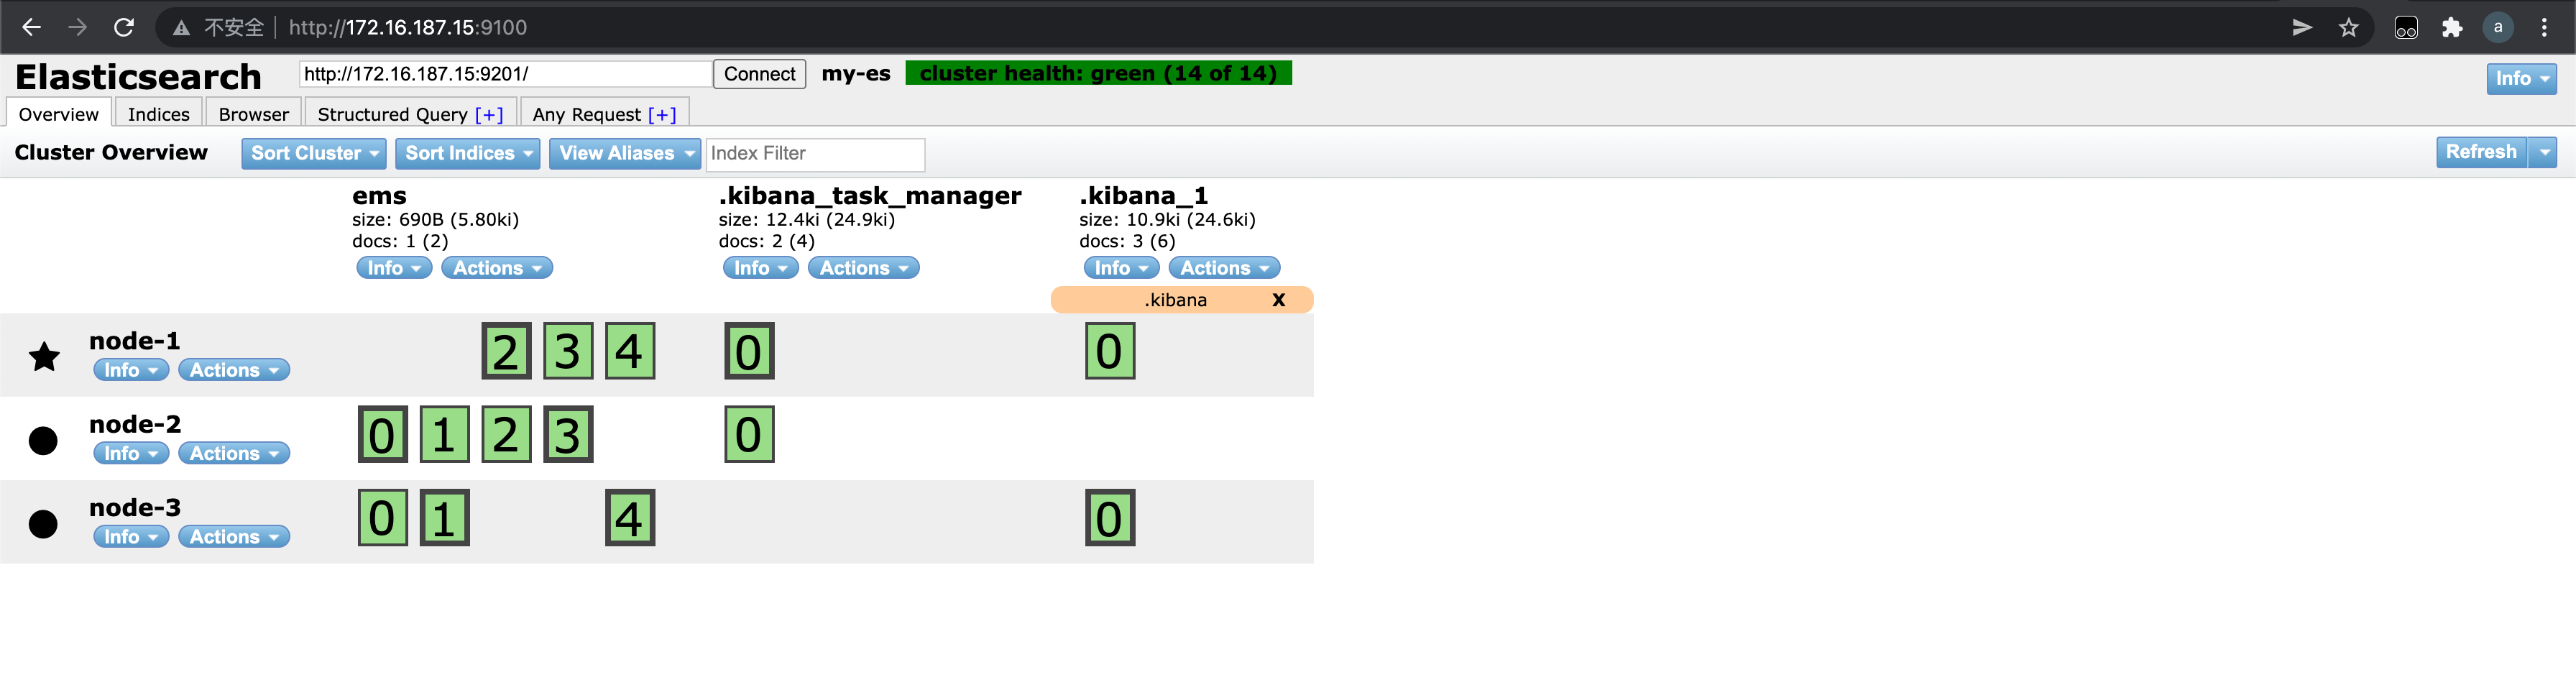 不安全 http://172.16.187.15:9100 a
Elasticsearch http://172.16.187.15:9201/ Connect my-es cluster health: green (14 of 14) Info
Overview Indices Browser Structured Query [+] Any Request [+]
Cluster Overview Sort Cluster Sort Indices View Aliases Index Filter Refresh
ems .kibana_task_manager .kibana_1
size: 690B (5.80ki) size: 12.4ki (24.9ki) size: 10.9ki (24.6ki)
docs: 1 (2) docs: 2 (4) docs: 3 (6)
Info Actions Info Actions Info Actions
.kibana X
node-1 2 3 4 0 0
Info Actions
node-2 0 1 2 3 0
Info Actions
node-3 0 1 4 0
Info Actions